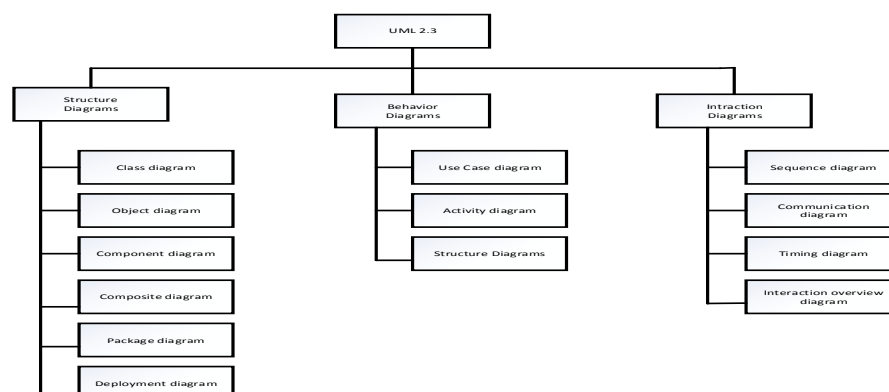 UML 2.3
Structure
Diagrams
Class diagram
Object diagram
Component diagram
Composite diagram
Package diagram
Deployment diagram
Behavior
Diagrams
Use Case diagram
Activity diagram
Structure Diagrams
Intraction
Diagrams
Sequence diagram
Communication
diagram
Timing diagram
Interaction overview
diagram